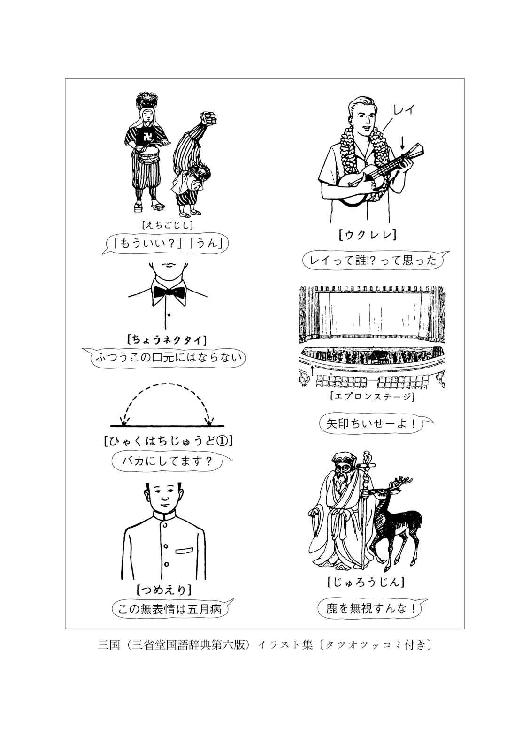 [えちごじし]
「もういい?」「うん」
[ちょうネクタイ]
ふつうこの口元にはならない
[ひゃくはちじゅうど①]
バカにしてます?
[つめえり]
この無表情は五月病
レイ
[ウクレレ]
レイって誰?って思った
[エプロンステージ]
矢印ちいせーよ!
[じゅろうじん]
鹿を無視すんな!
三国(三省堂国語辞典第六版)イラスト集〔タツオツッコミ付き〕